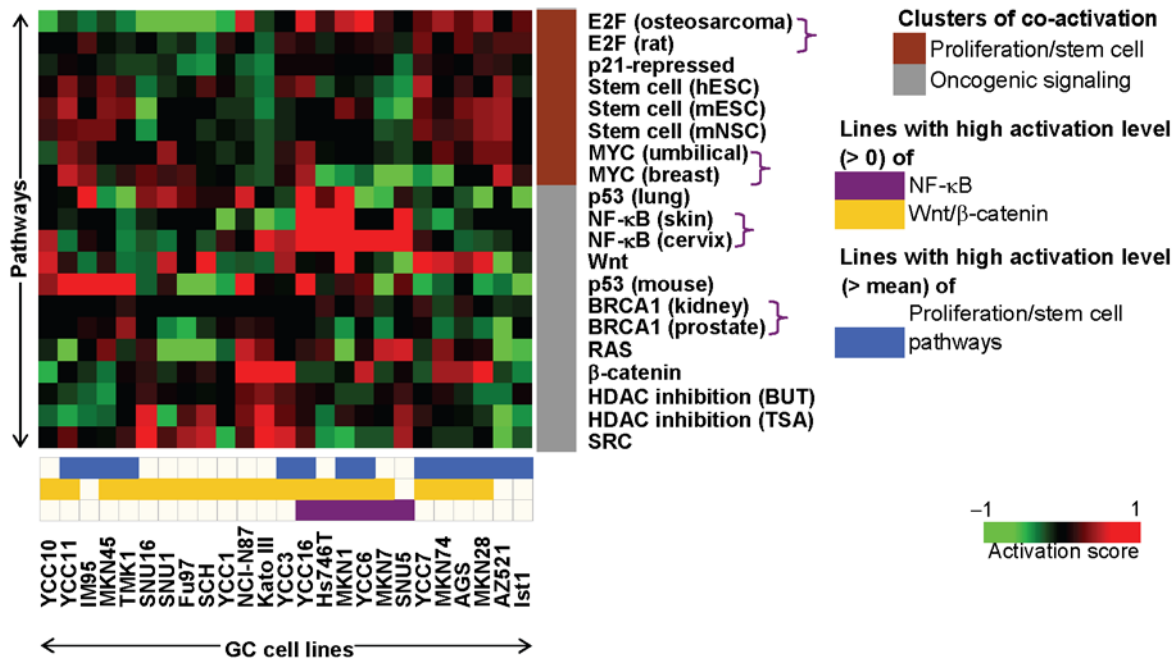 Pathways
E2F (osteosarcoma)
E2F (rat)
p21-repressed
Stem cell (hESC)
Stem cell (mESC)
Stem cell (mNSC)
MYC (umbilical)
MYC (breast)
p53 (lung)
NF-κB (skin)
NF-κB (cervix)
Wnt
p53 (mouse)
BRCA1 (kidney)
BRCA1 (prostate)
RAS
β-catenin
HDAC inhibition (BUT)
HDAC inhibition (TSA)
SRC
Clusters of co-activation
Proliferation/stem cell
Oncogenic signaling
Lines with high activation level
(> 0) of
NF-κB
Wnt/β-catenin
Lines with high activation level
(> mean) of
Proliferation/stem cell
pathways
–1 1
Activation score
YCC10
YCC11
IM95
MKN45
TMK1
SNU16
SNU1
Fu97
SCH
YCC1
NCI-N87
Kato III
YCC3
YCC16
Hs746T
MKN1
YCC6
MKN7
SNU5
YCC7
MKN74
AGS
MKN28
AZ521
Ist1
GC cell lines